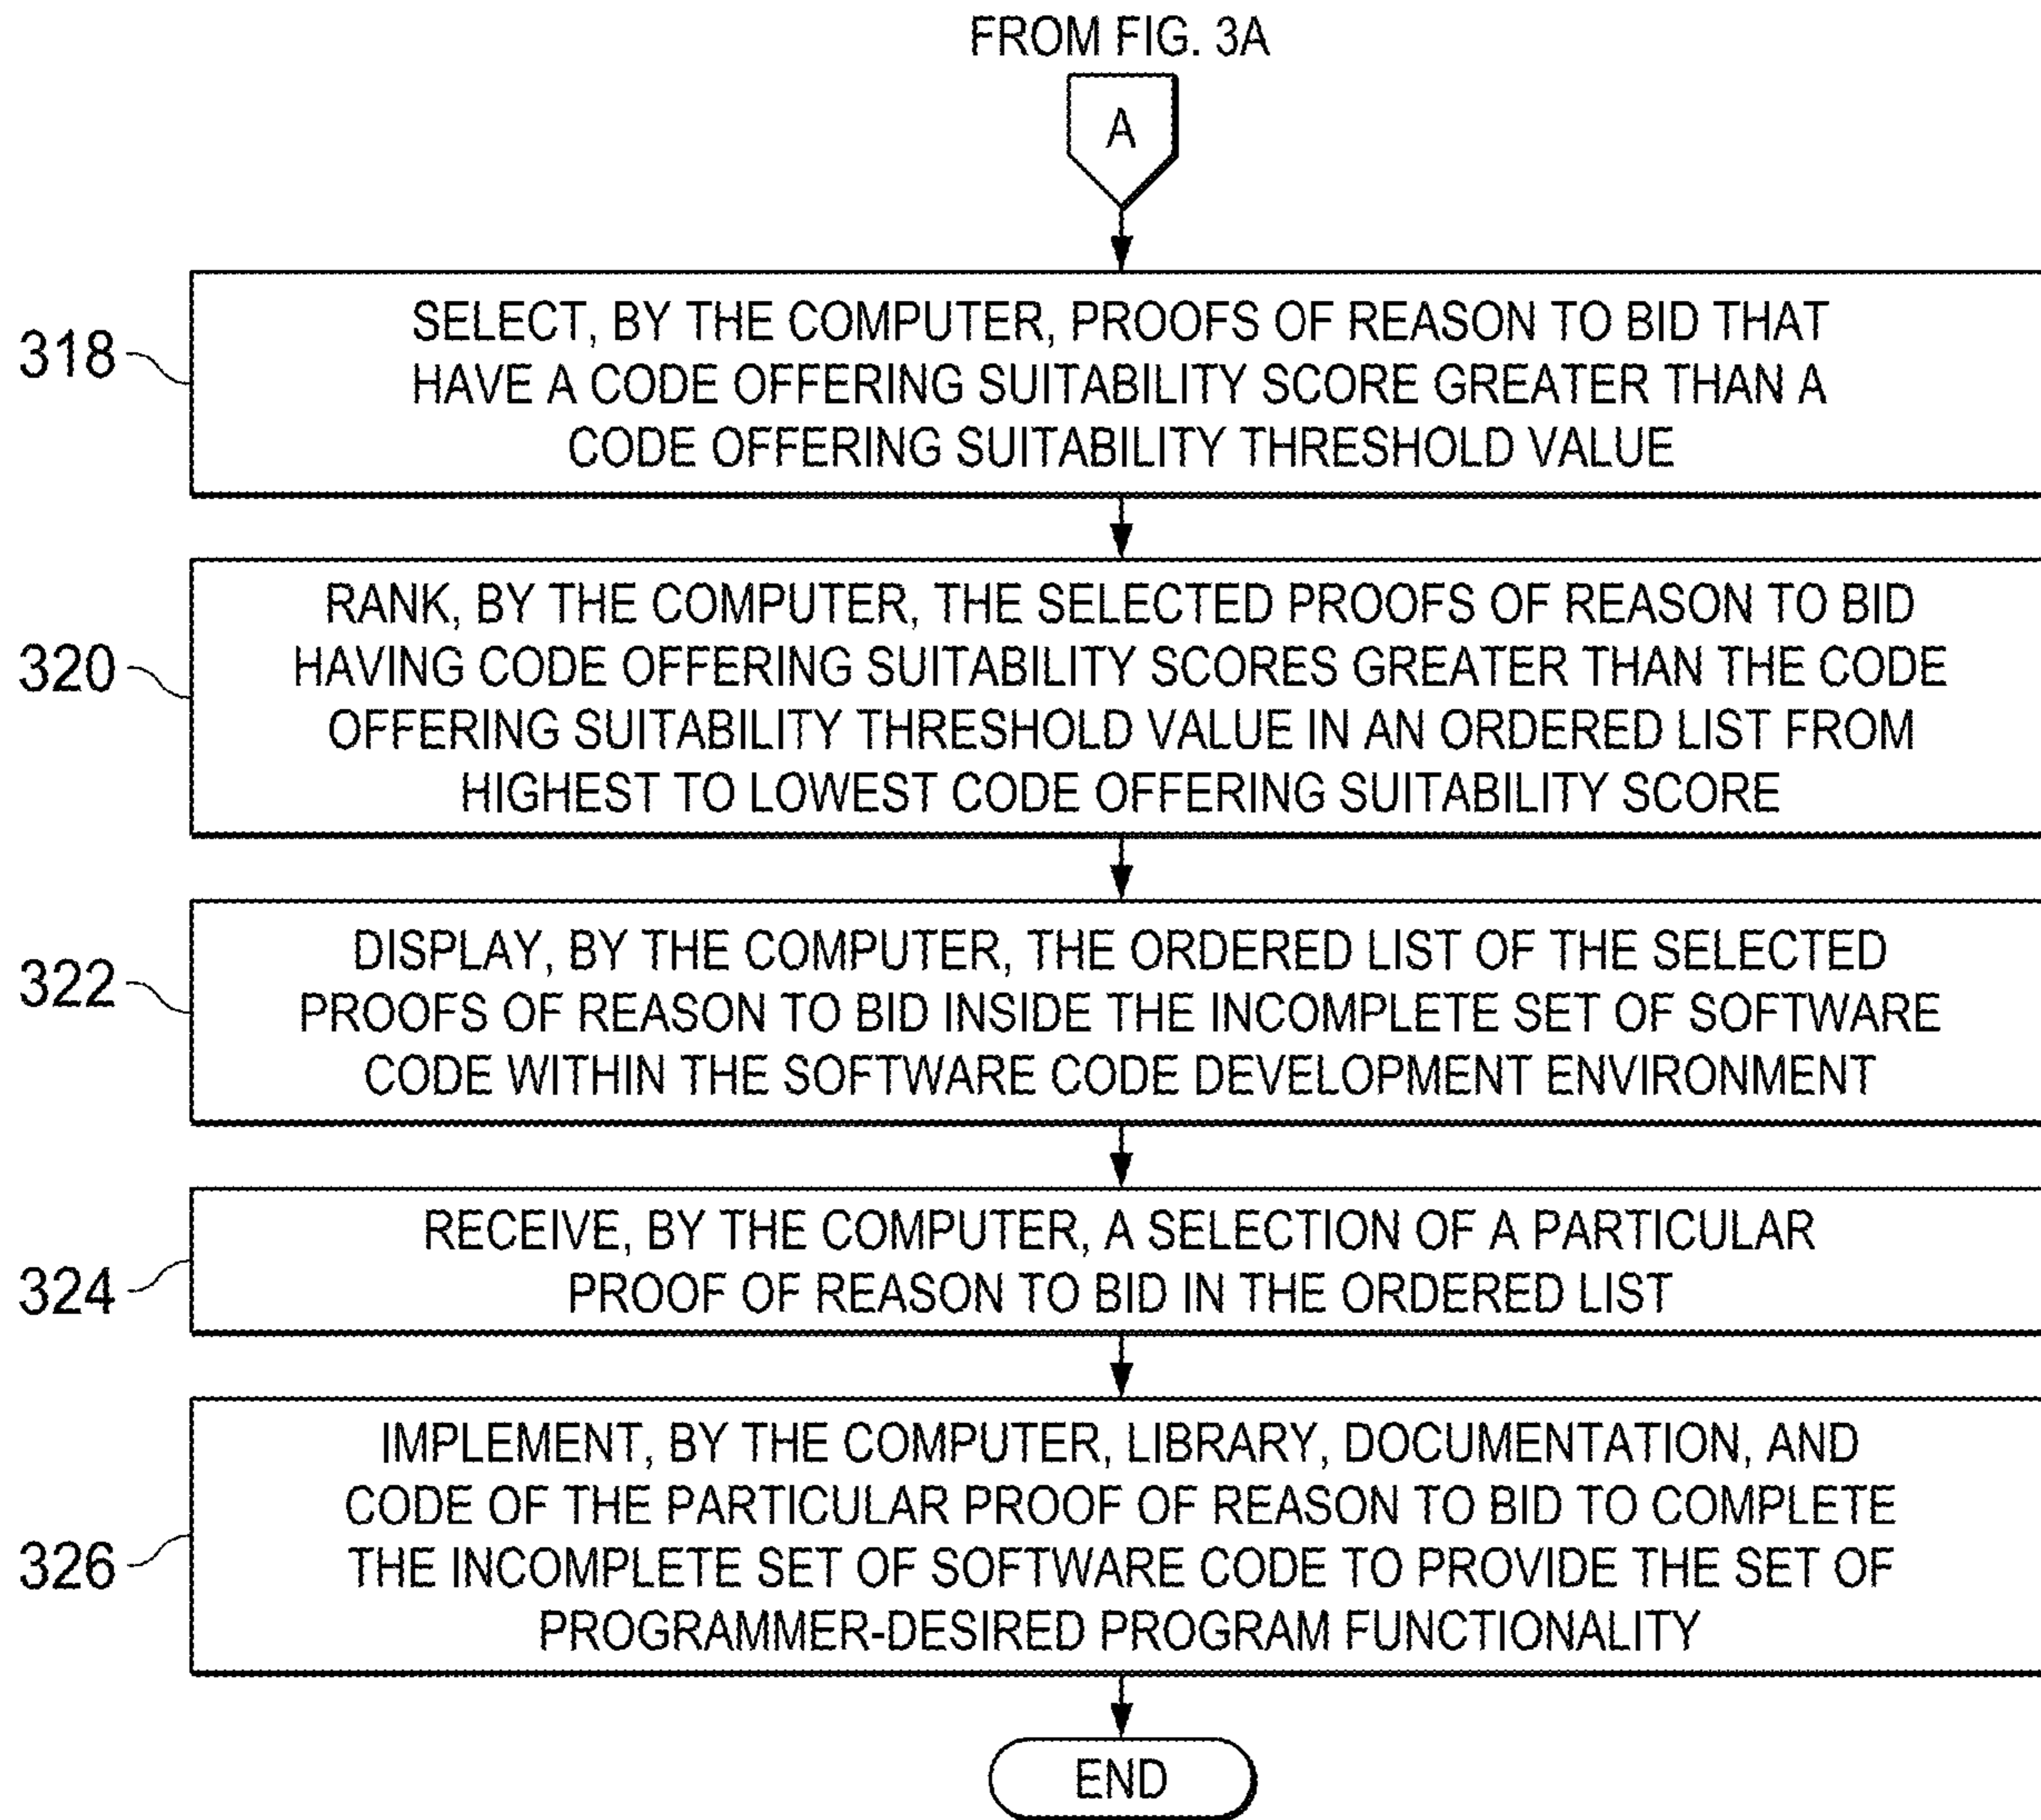 FROM FIG. 3A
A
318
SELECT, BY THE COMPUTER, PROOFS OF REASON TO BID THAT
HAVE A CODE OFFERING SUITABILITY SCORE GREATER THAN A
CODE OFFERING SUITABILITY THRESHOLD VALUE
320
RANK, BY THE COMPUTER, THE SELECTED PROOFS OF REASON TO BID
HAVING CODE OFFERING SUITABILITY SCORES GREATER THAN THE CODE
OFFERING SUITABILITY THRESHOLD VALUE IN AN ORDERED LIST FROM
HIGHEST TO LOWEST CODE OFFERING SUITABILITY SCORE
322
DISPLAY, BY THE COMPUTER, THE ORDERED LIST OF THE SELECTED
PROOFS OF REASON TO BID INSIDE THE INCOMPLETE SET OF SOFTWARE
CODE WITHIN THE SOFTWARE CODE DEVELOPMENT ENVIRONMENT
324
RECEIVE, BY THE COMPUTER, A SELECTION OF A PARTICULAR
PROOF OF REASON TO BID IN THE ORDERED LIST
326
IMPLEMENT, BY THE COMPUTER, LIBRARY, DOCUMENTATION, AND
CODE OF THE PARTICULAR PROOF OF REASON TO BID TO COMPLETE
THE INCOMPLETE SET OF SOFTWARE CODE TO PROVIDE THE SET OF
PROGRAMMER-DESIRED PROGRAM FUNCTIONALITY
END